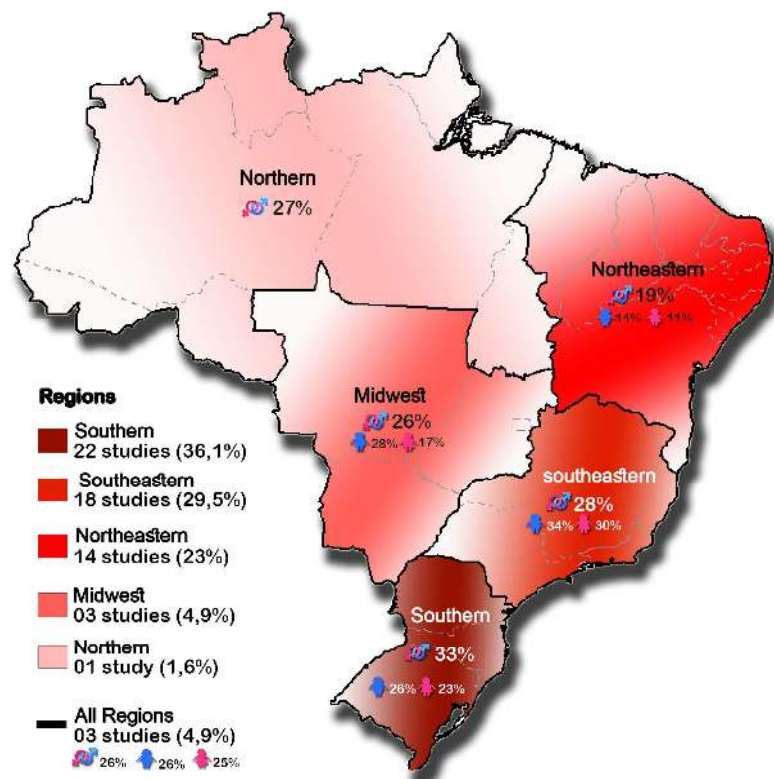 Northern
27%
Northeastern
19%
14% 11%
Midwest
26%
28% 17%
southeastern
28%
34% 30%
Southern
33%
26% 23%
Regions
Southern
22 studies (36,1%)
Southeastern
18 studies (29,5%)
Northeastern
14 studies (23%)
Midwest
03 studies (4,9%)
Northern
01 study (1,6%)
All Regions
03 studies (4,9%)
26% 26% 25%